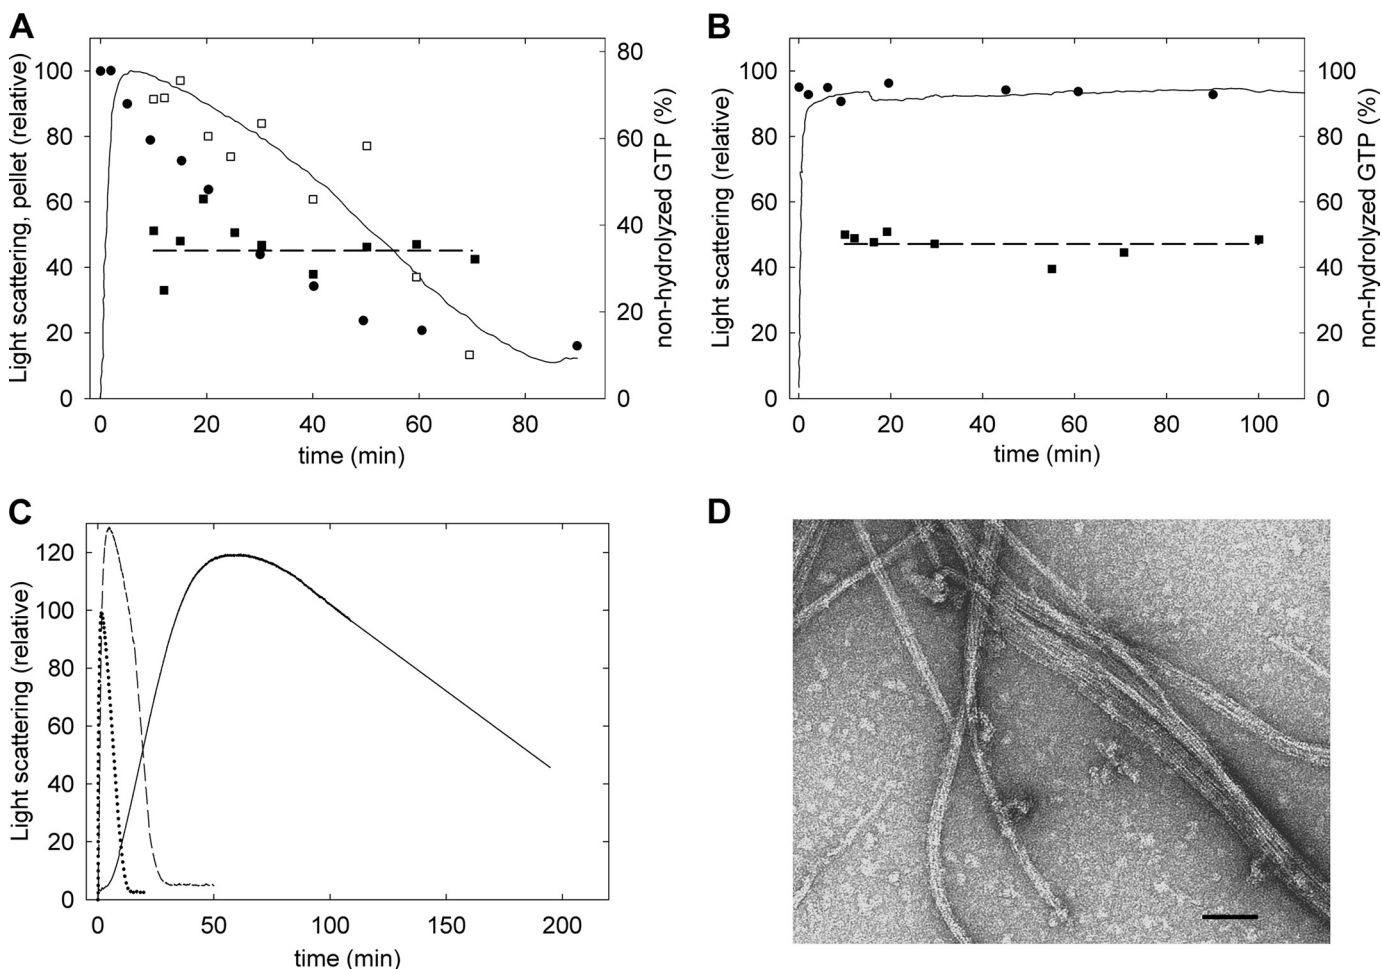 A
Light scattering, pellet (relative)
100
80
60
40
20
0
80
60
40
20
0
non-hydrolyzed GTP (%)
0 20 40 60 80
time (min)
B
Light scattering (relative)
100
80
60
40
20
0
100
80
60
40
20
0
non-hydrolyzed GTP (%)
0 20 40 60 80 100
time (min)
C
Light scattering (relative)
120
100
80
60
40
20
0
0 50 100 150 200
time (min)
D